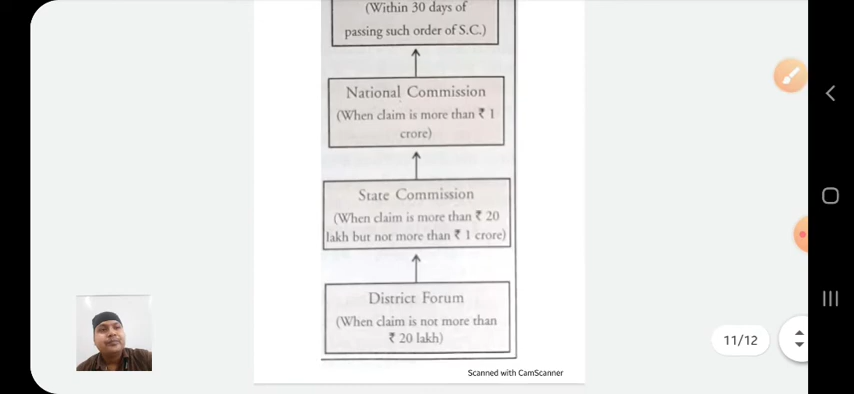 (Within 30 days of
passing such order of S.C.)
National Commission
(When claim is more than ₹ 1
crore)
State Commission
(When claim is more than ₹ 20
lakh but not more than ₹ 1 crore)
District Forum
(When claim is not more than
₹ 20 lakh)
11/12
Scanned with CamScanner